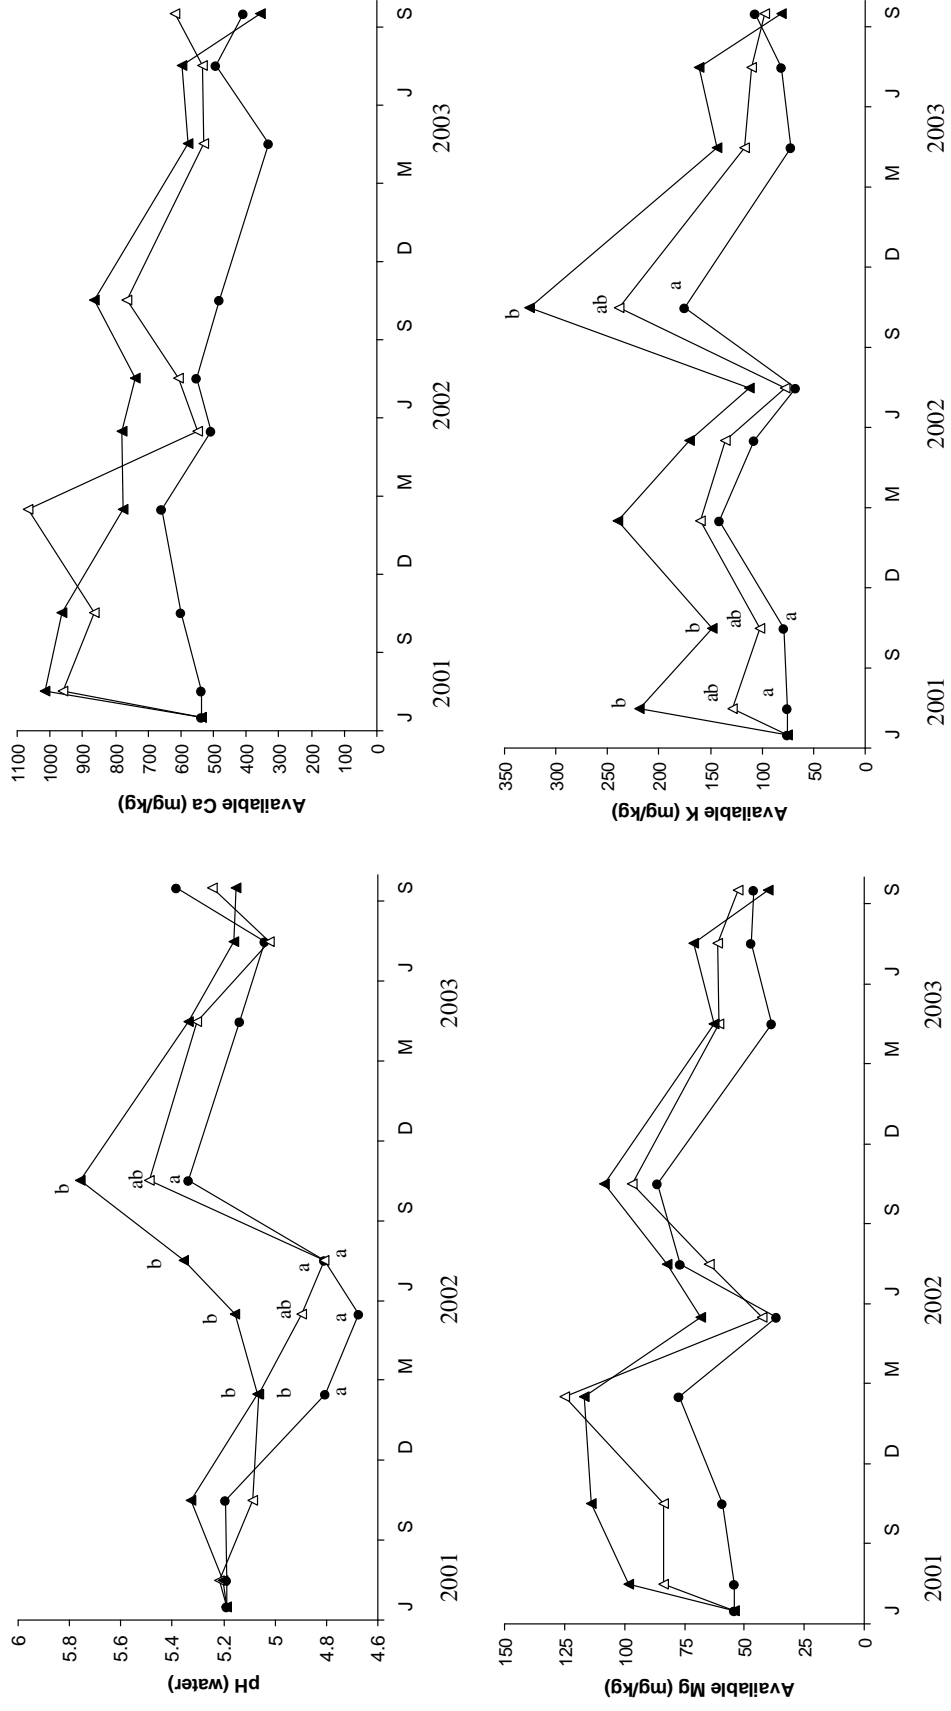 pH (water)
6
5.8
5.6
5.4
5.2
5
4.8
4.6
b
ab
b
a
b
b
b ab
a
a a a
J S D M J S D M J S
2001 2002 2003
Available Ca (mg/kg)
1100
1000
900
800
700
600
500
400
300
200
100
0
J S D M J S D M J S
2001 2002 2003
Available Mg (mg/kg)
150
125
100
75
50
25
0
J S D M J S D M J S
2001 2002 2003
Available K (mg/kg)
350
300
250
200
150
100
50
0
b
ab
b
a
b
ab
ab
a
a
J S D M J S D M J S
2001 2002 2003